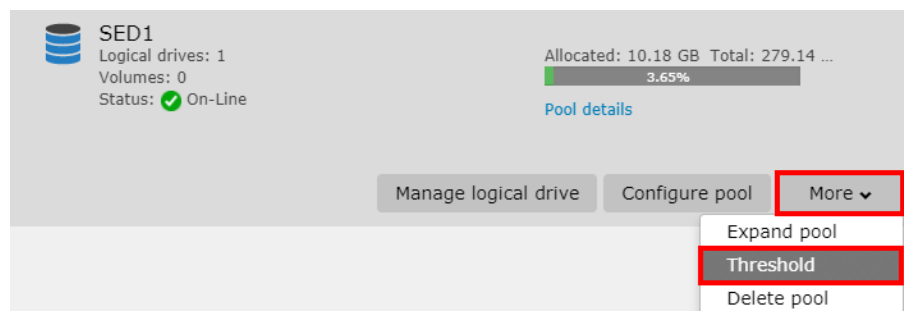 SED1
Logical drives: 1
Volumes: 0
Status: On-Line
Allocated: 10.18 GB Total: 279.14 ...
3.65%
Pool details
Manage logical drive
Configure pool
More
Expand pool
Threshold
Delete pool